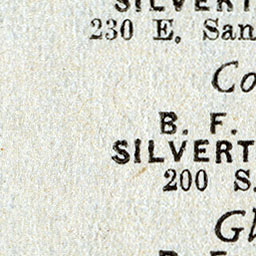 SILVERT
230 E. San
Co
B. F.
SILVERT
200 S.
Gl
B. F.